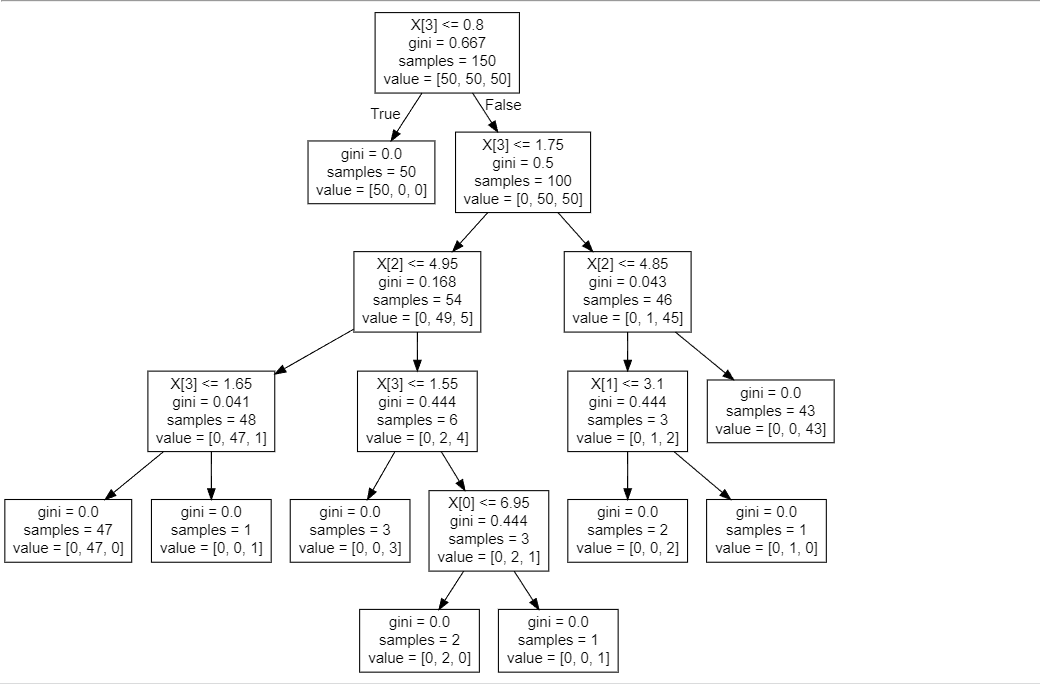 X[3] <= 0.8
gini = 0.667
samples = 150
value = [50, 50, 50]
True
False
gini = 0.0
samples = 50
value = [50, 0, 0]
X[3] <= 1.75
gini = 0.5
samples = 100
value = [0, 50, 50]
X[2] <= 4.95
gini = 0.168
samples = 54
value = [0, 49, 5]
X[2] <= 4.85
gini = 0.043
samples = 46
value = [0, 1, 45]
X[3] <= 1.65
gini = 0.041
samples = 48
value = [0, 47, 1]
X[3] <= 1.55
gini = 0.444
samples = 6
value = [0, 2, 4]
X[1] <= 3.1
gini = 0.444
samples = 3
value = [0, 1, 2]
gini = 0.0
samples = 43
value = [0, 0, 43]
gini = 0.0
samples = 47
value = [0, 47, 0]
gini = 0.0
samples = 1
value = [0, 0, 1]
gini = 0.0
samples = 3
value = [0, 0, 3]
X[0] <= 6.95
gini = 0.444
samples = 3
value = [0, 2, 1]
gini = 0.0
samples = 2
value = [0, 0, 2]
gini = 0.0
samples = 1
value = [0, 1, 0]
gini = 0.0
samples = 2
value = [0, 2, 0]
gini = 0.0
samples = 1
value = [0, 0, 1]